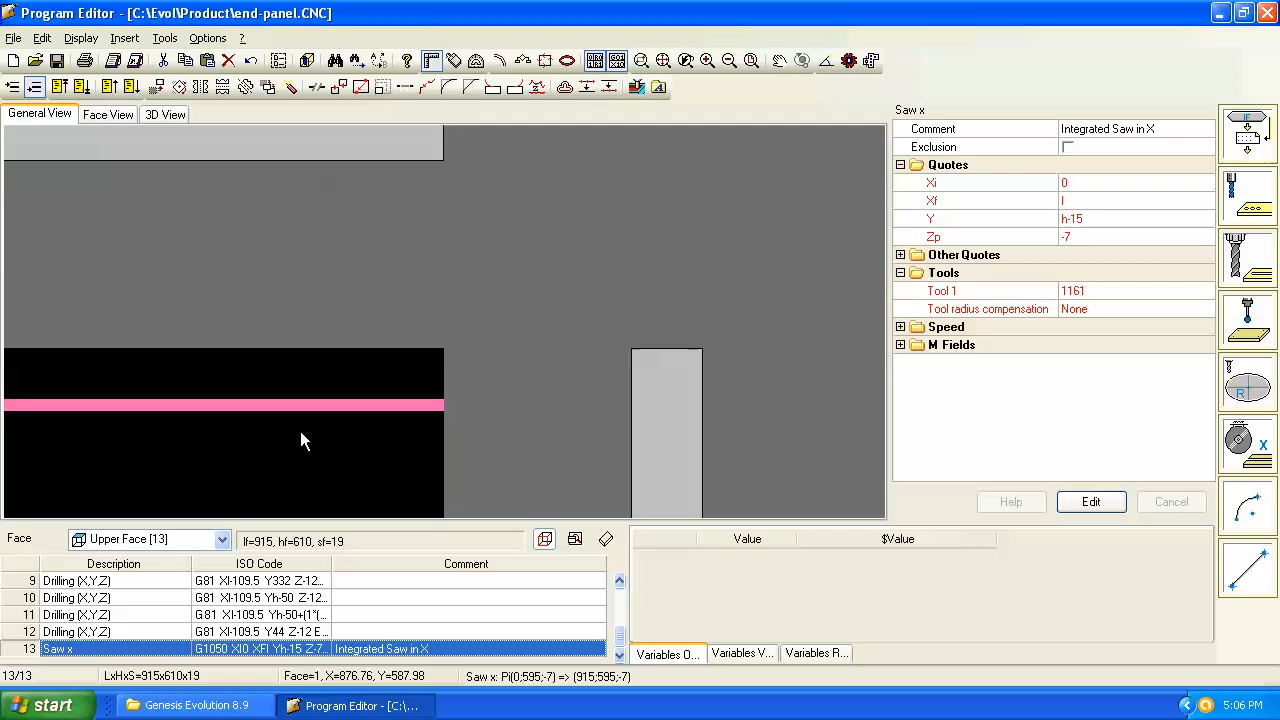 Program Editor - [C:\Evol\Product\end-panel.CNC]
File Edit Display Insert Tools Options ?
General View Face View 3D View
Saw x
Comment Integrated Saw in X
Exclusion
Quotes
Xi 0
Xf l
Y h-15
Zp -7
Other Quotes
Tools
Tool 1 1161
Tool radius compensation None
Speed
M Fields
Help Edit Cancel
IF
R
X
Face Upper Face [13] lf=915, hf=610, sf=19
Description ISO Code Comment
9 Drilling (X,Y,Z) G81 Xl-109.5 Y332 Z-12...
10 Drilling (X,Y,Z) G81 Xl-109.5 Yh-50 Z-12...
11 Drilling (X,Y,Z) G81 Xl-109.5 Yh-50+(1*(...
12 Drilling (X,Y,Z) G81 Xl-109.5 Y44 Z-12 E...
13 Saw x G1050 XI0 XFl Yh-15 Z-7... Integrated Saw in X
Value $Value
Variables O... Variables V... Variables R...
13/13 LxHxS=915x610x19 Face=1, X=876.76, Y=587.98 Saw x: Pi(0;595;-7) => (915;595;-7)
start Genesis Evolution 8.9 Program Editor - [C:\... 5:06 PM